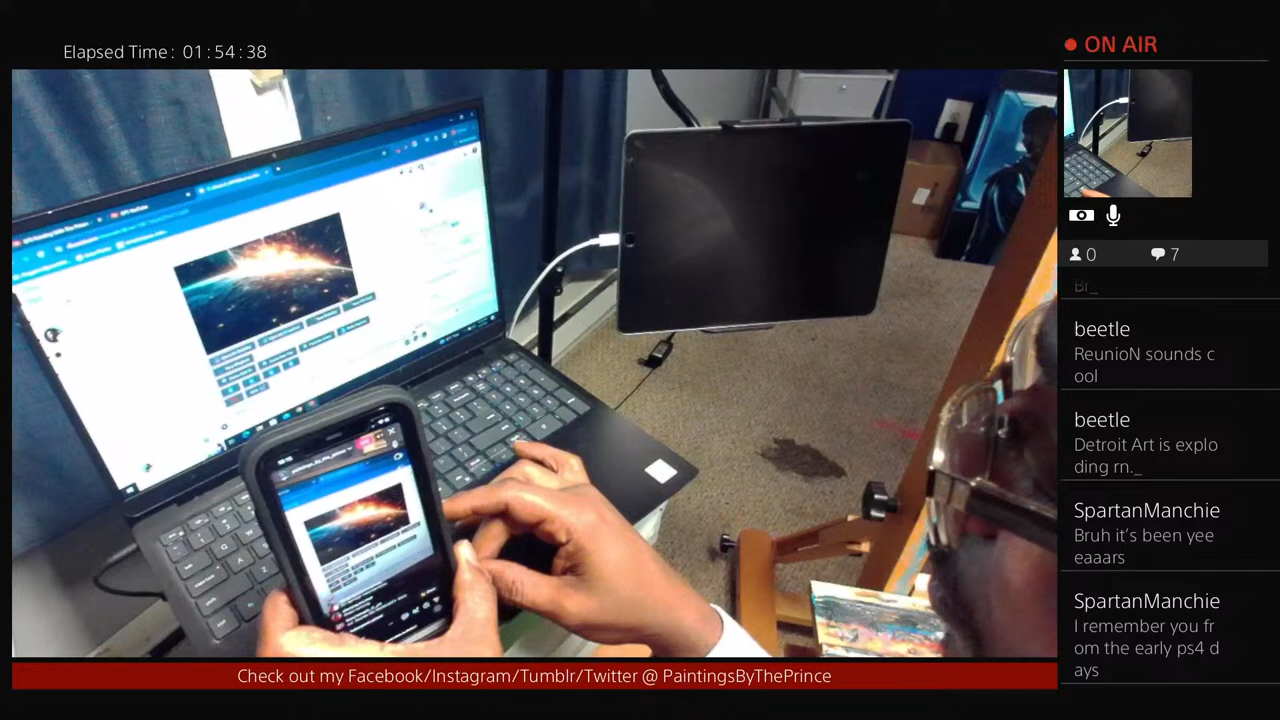 Elapsed Time: 01:54:38
ON AIR
0
7
Br_
beetle
ReunioN sounds c
ool
beetle
Detroit Art is explo
ding rn._
SpartanManchie
Bruh it's been yee
eaaars
SpartanManchie
I remember you fr
om the early ps4 d
ays
Check out my Facebook/Instagram/Tumblr/Twitter @ PaintingsByThePrince